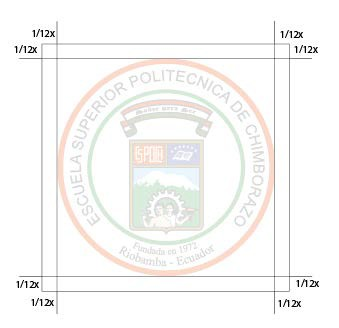 1/12x 1/12x
1/12x 1/12x
ESCUELA SUPERIOR POLITECNICA DE CHIMBORAZO
ESPOCH
Fundada en 1972
Riobamba - Ecuador
1/12x 1/12x
1/12x 1/12x